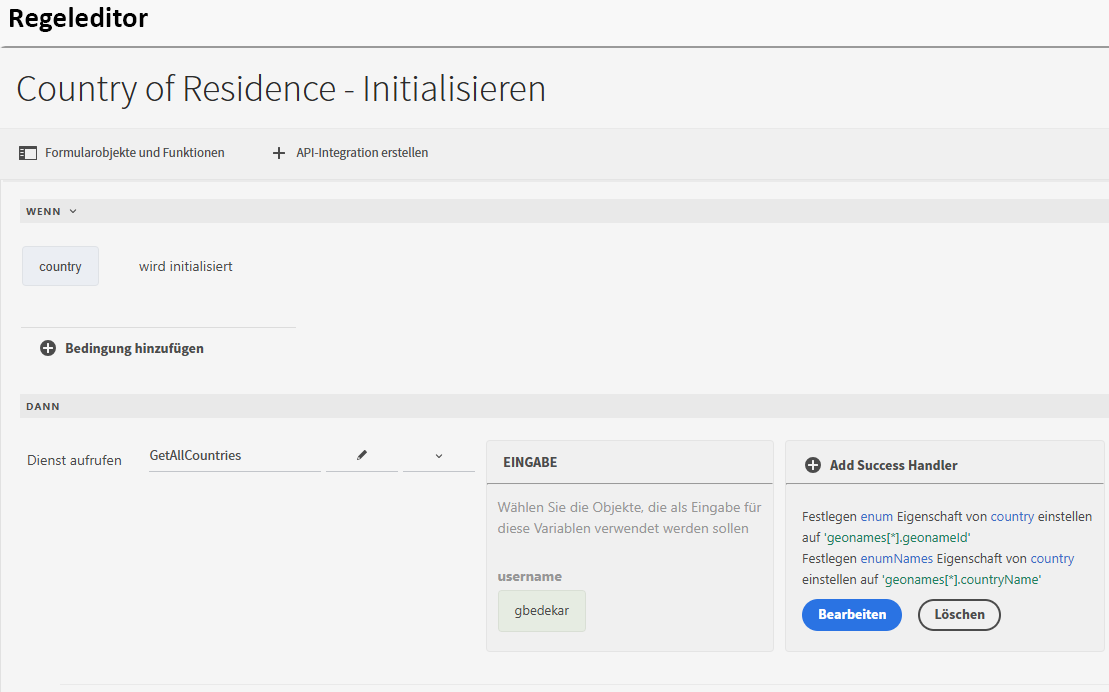 Regeleditor
Country of Residence - Initialisieren
Formularobjekte und Funktionen
API-Integration erstellen
WENN
country
wird initialisiert
Bedingung hinzufügen
DANN
Dienst aufrufen
GetAllCountries
EINGABE
Wählen Sie die Objekte, die als Eingabe für
diese Variablen verwendet werden sollen
username
gbedekar
Add Success Handler
Festlegen enum Eigenschaft von country einstellen
auf 'geonames[*].geonameId'
Festlegen enumNames Eigenschaft von country
einstellen auf 'geonames[*].countryName'
Bearbeiten
Löschen